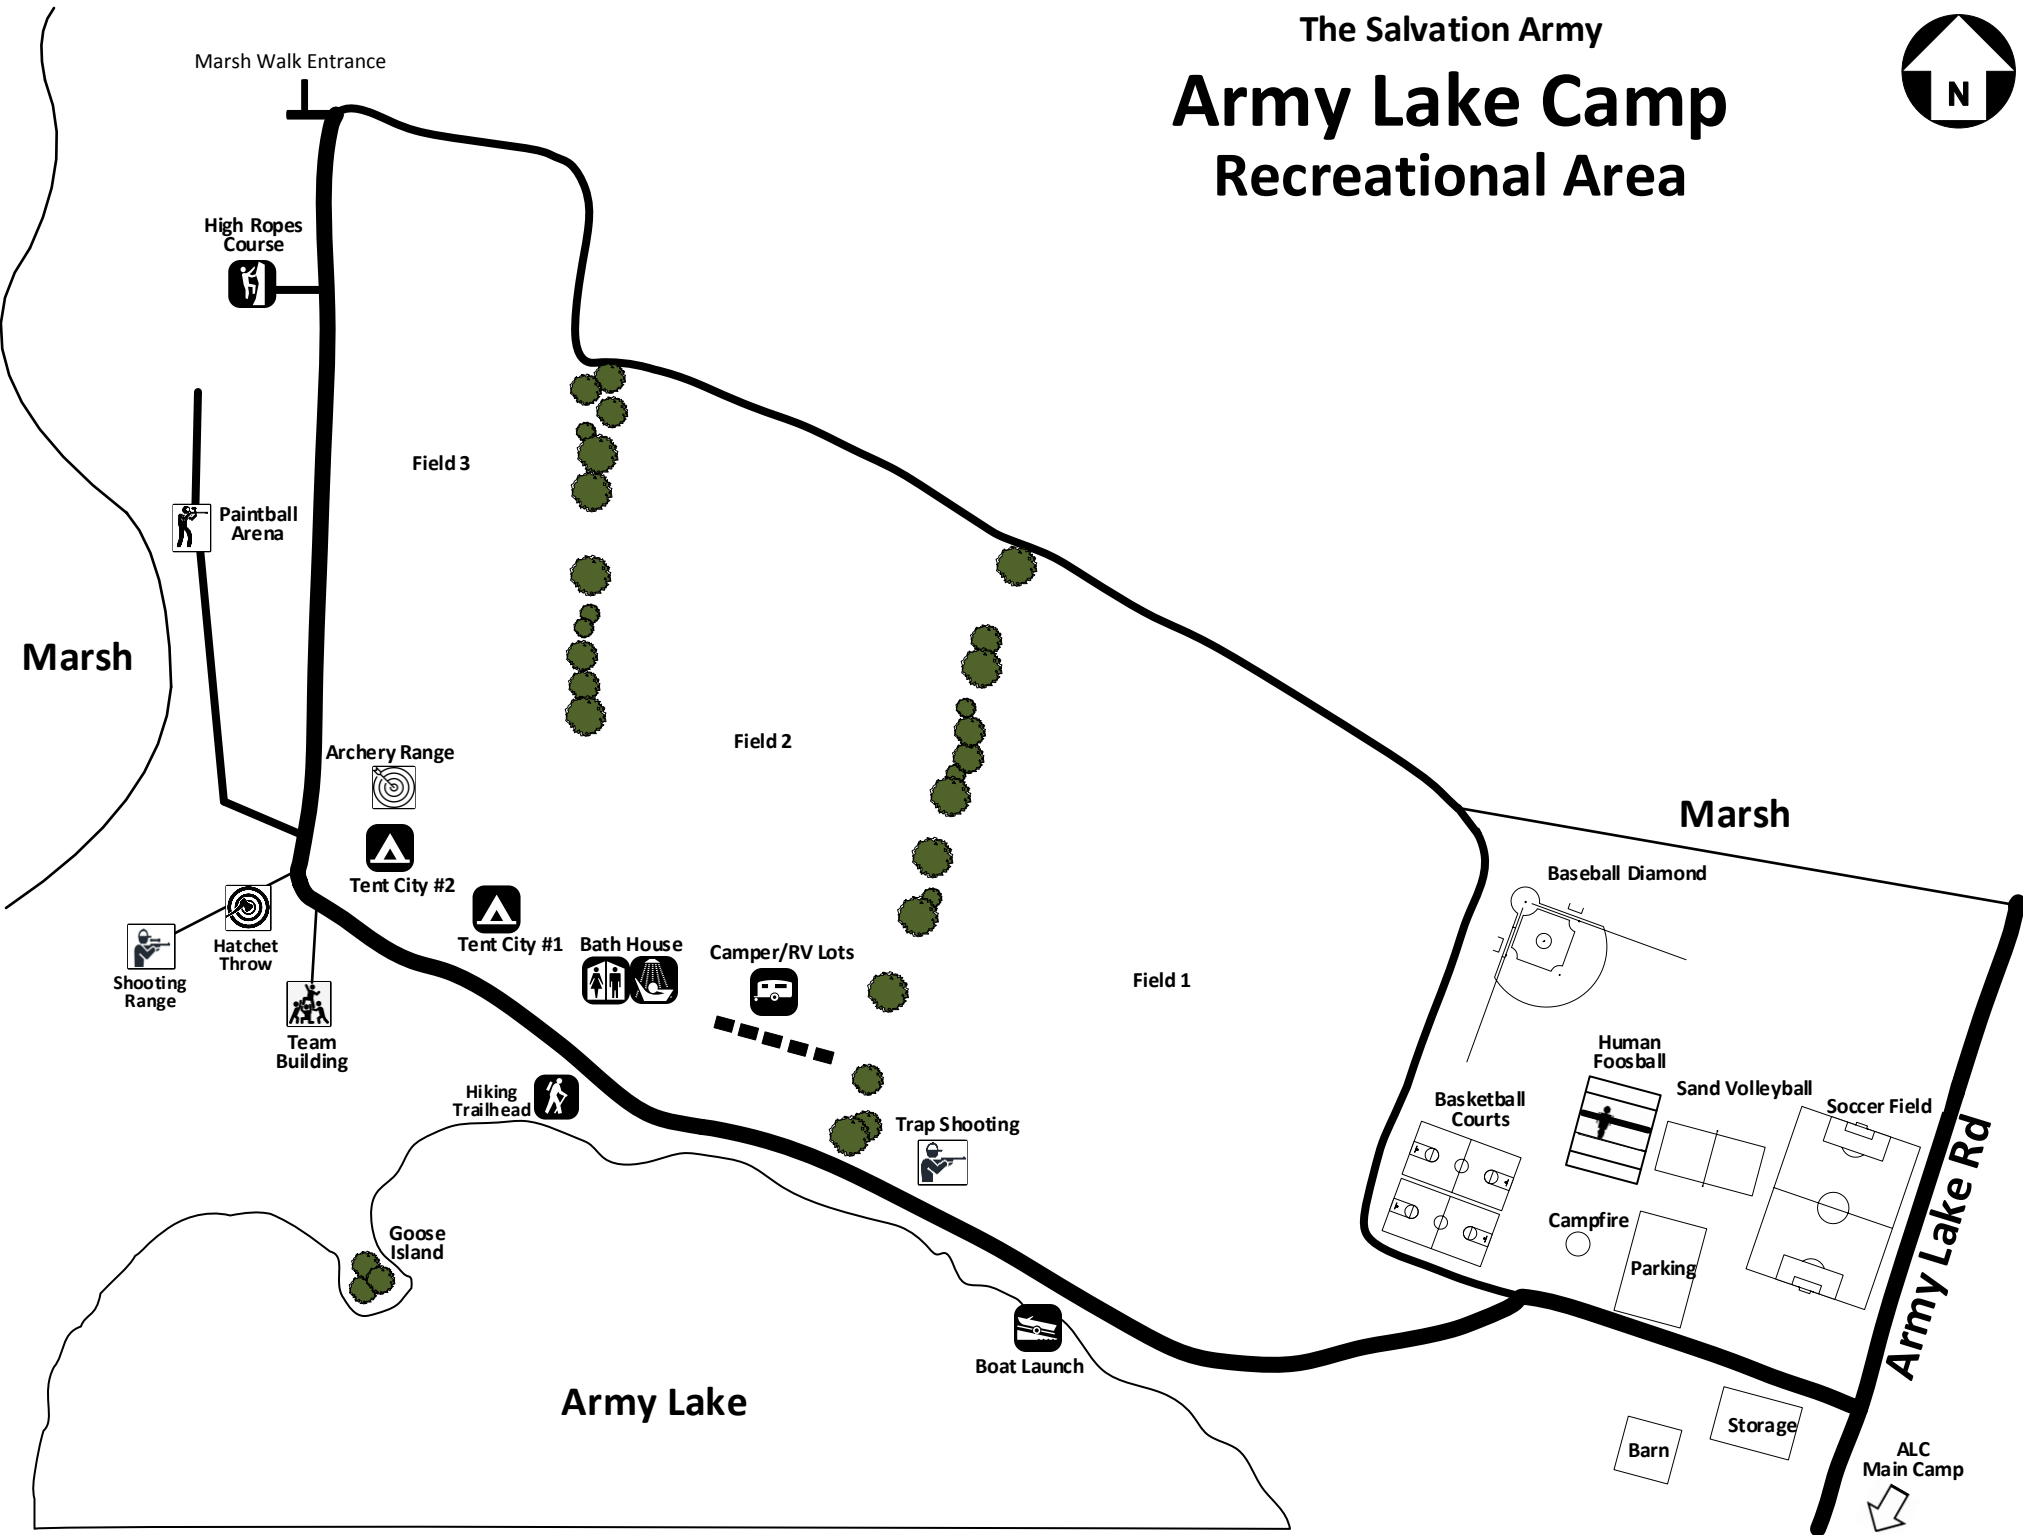 The Salvation Army
Army Lake Camp
Recreational Area
N
Marsh Walk Entrance
High Ropes
Course
Field 3
Paintball
Arena
Marsh
Field 2
Archery Range
Marsh
Tent City #2
Baseball Diamond
Tent City #1
Bath House
Camper/RV Lots
Field 1
Hatchet
Throw
Shooting
Range
Team
Building
Human
Foosball
Hiking
Trailhead
Sand Volleyball
Basketball
Courts
Soccer Field
Trap Shooting
Army Lake Rd
Goose
Island
Campfire
Parking
Boat Launch
Army Lake
Storage
Barn
ALC
Main Camp